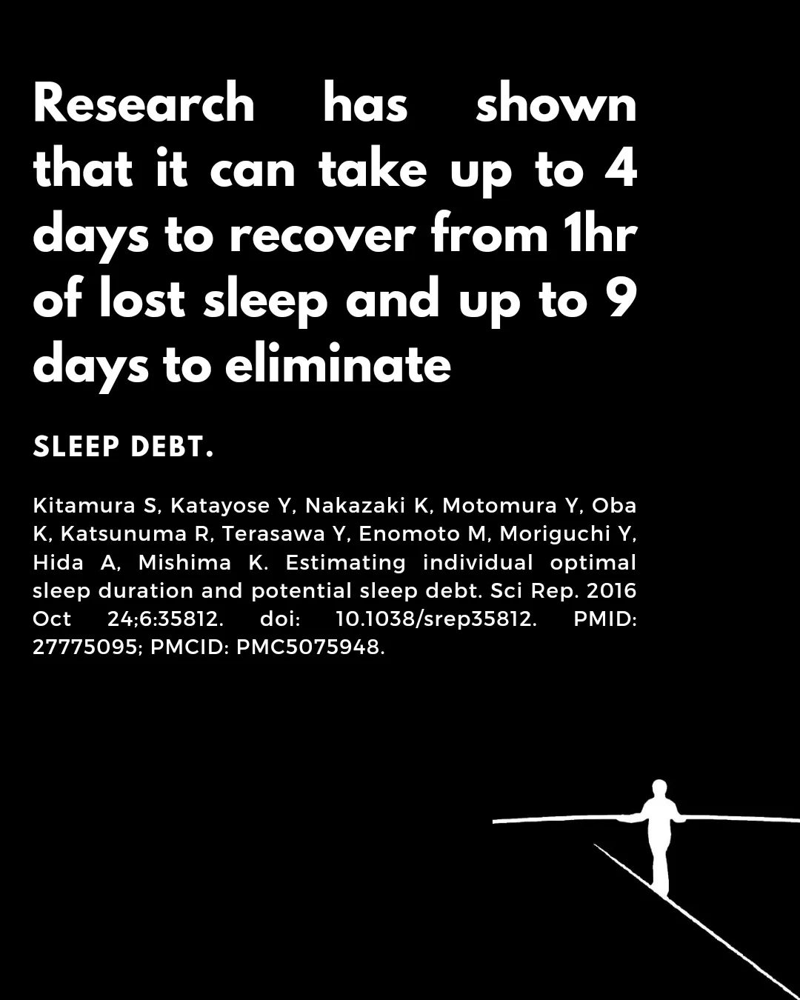 Research has shown
that it can take up to 4
days to recover from 1hr
of lost sleep and up to 9
days to eliminate
SLEEP DEBT.
Kitamura S, Katayose Y, Nakazaki K, Motomura Y, Oba
K, Katsunuma R, Terasawa Y, Enomoto M, Moriguchi Y,
Hida A, Mishima K. Estimating individual optimal
sleep duration and potential sleep debt. Sci Rep. 2016
Oct 24;6:35812. doi: 10.1038/srep35812. PMID:
27775095; PMCID: PMC5075948.